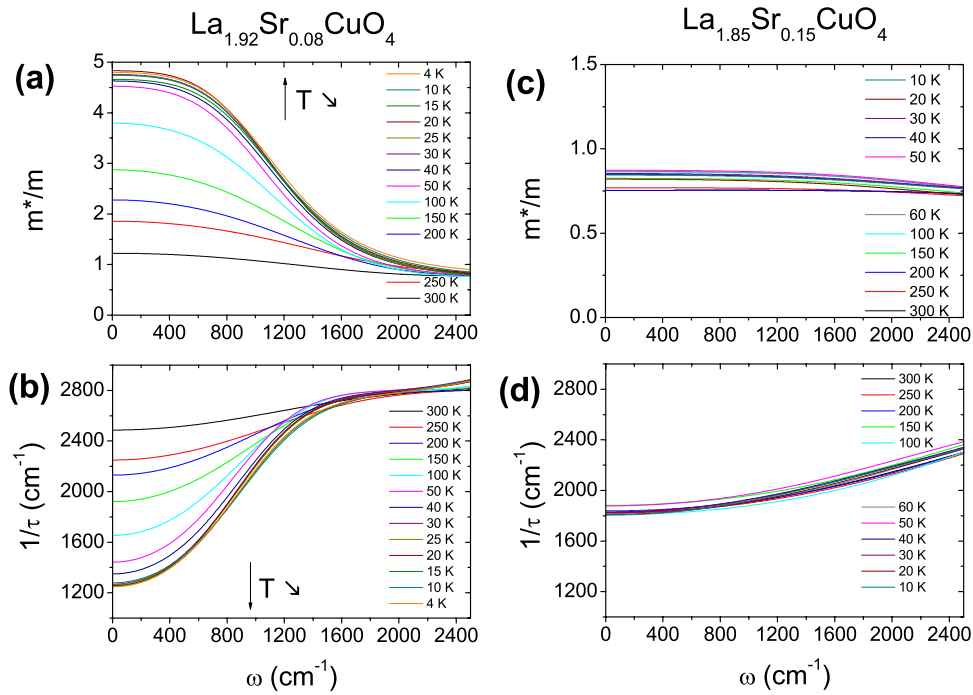 La1.92Sr0.08CuO4
La1.85Sr0.15CuO4
(a)
m*/m
5
4
3
2
1
0
0 400 800 1200 1600 2000 2400
T ↘
4 K
10 K
15 K
20 K
25 K
30 K
40 K
50 K
100 K
150 K
200 K
250 K
300 K
(c)
m*/m
1.5
1.0
0.5
0.0
0 400 800 1200 1600 2000 2400
10 K
20 K
30 K
40 K
50 K
60 K
100 K
150 K
200 K
250 K
300 K
(b)
1/τ (cm-1)
2800
2400
2000
1600
1200
0 400 800 1200 1600 2000 2400
ω (cm-1)
T ↘
300 K
250 K
200 K
150 K
100 K
50 K
40 K
30 K
25 K
20 K
15 K
10 K
4 K
(d)
1/τ (cm-1)
2800
2400
2000
1600
1200
0 400 800 1200 1600 2000 2400
ω (cm-1)
300 K
250 K
200 K
150 K
100 K
60 K
50 K
40 K
30 K
20 K
10 K